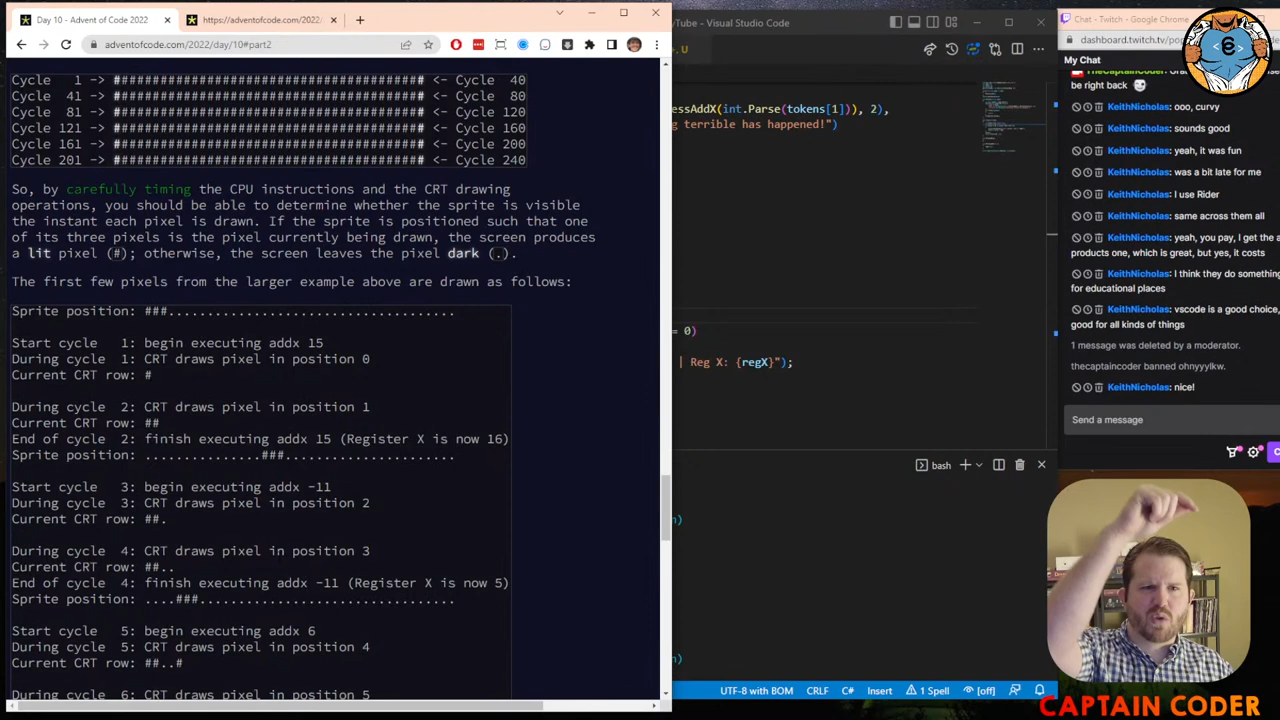 Day 10 - Advent of Code 2022
https://adventofcode.com/2022/
adventofcode.com/2022/day/10#part2
Cycle 1 -> ######################################## <- Cycle 40
Cycle 41 -> ######################################## <- Cycle 80
Cycle 81 -> ######################################## <- Cycle 120
Cycle 121 -> ######################################## <- Cycle 160
Cycle 161 -> ######################################## <- Cycle 200
Cycle 201 -> ######################################## <- Cycle 240
So, by carefully timing the CPU instructions and the CRT drawing
operations, you should be able to determine whether the sprite is visible
the instant each pixel is drawn. If the sprite is positioned such that one
of its three pixels is the pixel currently being drawn, the screen produces
a lit pixel (#); otherwise, the screen leaves the pixel dark (.).
The first few pixels from the larger example above are drawn as follows:
Sprite position: ###.....................................
Start cycle 1: begin executing addx 15
During cycle 1: CRT draws pixel in position 0
Current CRT row: #
During cycle 2: CRT draws pixel in position 1
Current CRT row: ##
End of cycle 2: finish executing addx 15 (Register X is now 16)
Sprite position: ...............###......................
Start cycle 3: begin executing addx -11
During cycle 3: CRT draws pixel in position 2
Current CRT row: ##.
During cycle 4: CRT draws pixel in position 3
Current CRT row: ##..
End of cycle 4: finish executing addx -11 (Register X is now 5)
Sprite position: ....###.................................
Start cycle 5: begin executing addx 6
During cycle 5: CRT draws pixel in position 4
Current CRT row: ##..#
During cycle 6: CRT draws pixel in position 5
Tube - Visual Studio Code
U
essAddX(int.Parse(tokens[1])), 2),
g terrible has happened!")
= 0)
| Reg X: {regX}");
bash
n)
n)
UTF-8 with BOM CRLF C# Insert 1 Spell [off]
Chat - Twitch - Google Chrome
dashboard.twitch.tv/pop
My Chat
be right back
KeithNicholas: ooo, curvy
KeithNicholas: sounds good
KeithNicholas: yeah, it was fun
KeithNicholas: was a bit late for me
KeithNicholas: I use Rider
KeithNicholas: same across them all
KeithNicholas: yeah, you pay, I get the a
products one, which is great, but yes, it costs
KeithNicholas: I think they do something
for educational places
KeithNicholas: vscode is a good choice,
good for all kinds of things
1 message was deleted by a moderator.
thecaptaincoder banned ohnyyylkw.
KeithNicholas: nice!
Send a message
C
CAPTAIN CODER